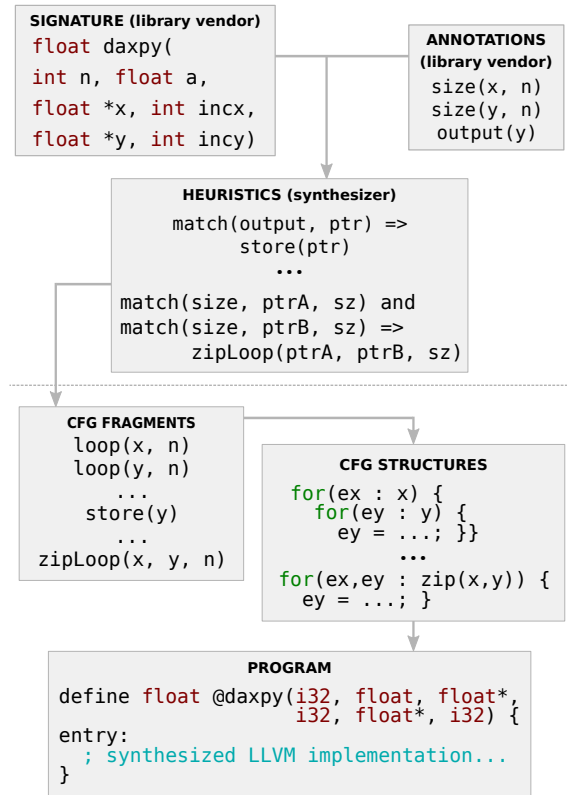 SIGNATURE (library vendor)
float daxpy(
int n, float a,
float *x, int incx,
float *y, int incy)
ANNOTATIONS
(library vendor)
size(x, n)
size(y, n)
output(y)
HEURISTICS (synthesizer)
match(output, ptr) =>
store(ptr)
...
match(size, ptrA, sz) and
match(size, ptrB, sz) =>
zipLoop(ptrA, ptrB, sz)
CFG FRAGMENTS
loop(x, n)
loop(y, n)
...
store(y)
...
zipLoop(x, y, n)
CFG STRUCTURES
for(ex : x) {
for(ey : y) {
ey = ...; }}
...
for(ex,ey : zip(x,y)) {
ey = ...; }
PROGRAM
define float @daxpy(i32, float, float*,
i32, float*, i32) {
entry:
; synthesized LLVM implementation...
}